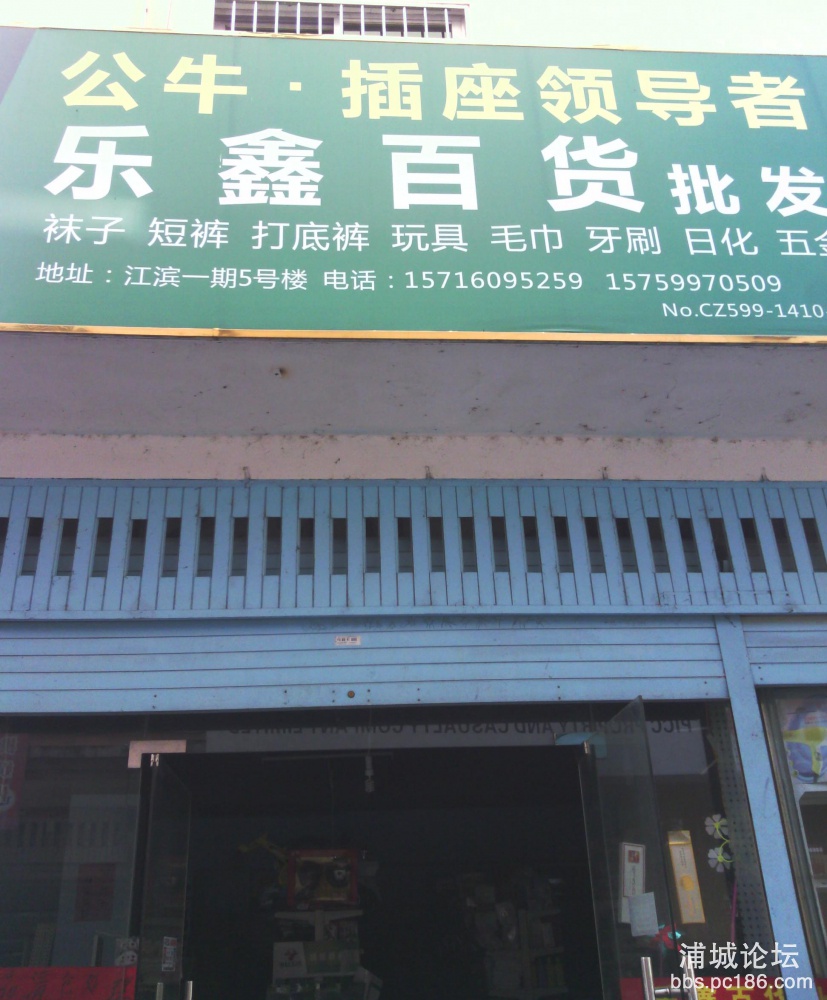 公牛·插座领导者
乐鑫百货批发
袜子 短裤 打底裤 玩具 毛巾 牙刷 日化 五金
地址：江滨一期5号楼 电话：15716095259 15759970509
No.CZ599-1410
浦城论坛
bbs.pc186.com